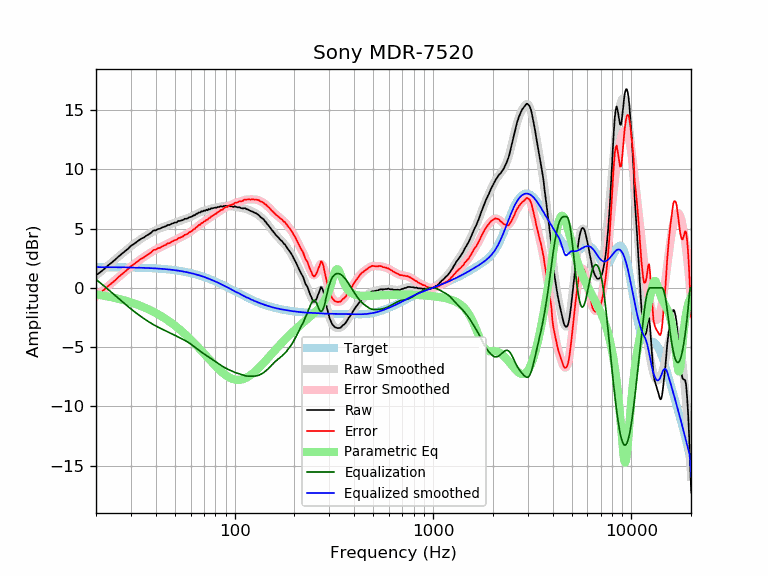 Sony MDR-7520
Amplitude (dBr)
15
10
5
0
−5
−10
−15
Target
Raw Smoothed
Error Smoothed
Raw
Error
Parametric Eq
Equalization
Equalized smoothed
100
1000
10000
Frequency (Hz)